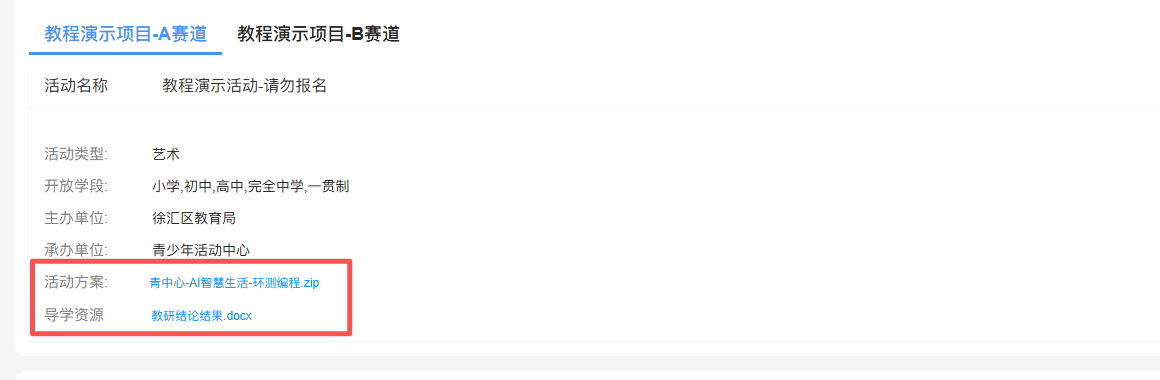 教程演示项目-A赛道 教程演示项目-B赛道
活动名称 教程演示活动-请勿报名
活动类型: 艺术
开放学段: 小学,初中,高中,完全中学,一贯制
主办单位: 徐汇区教育局
承办单位: 青少年活动中心
活动方案: 青中心-AI智慧生活-环测编程.zip
导学资源 教研结论结果.docx